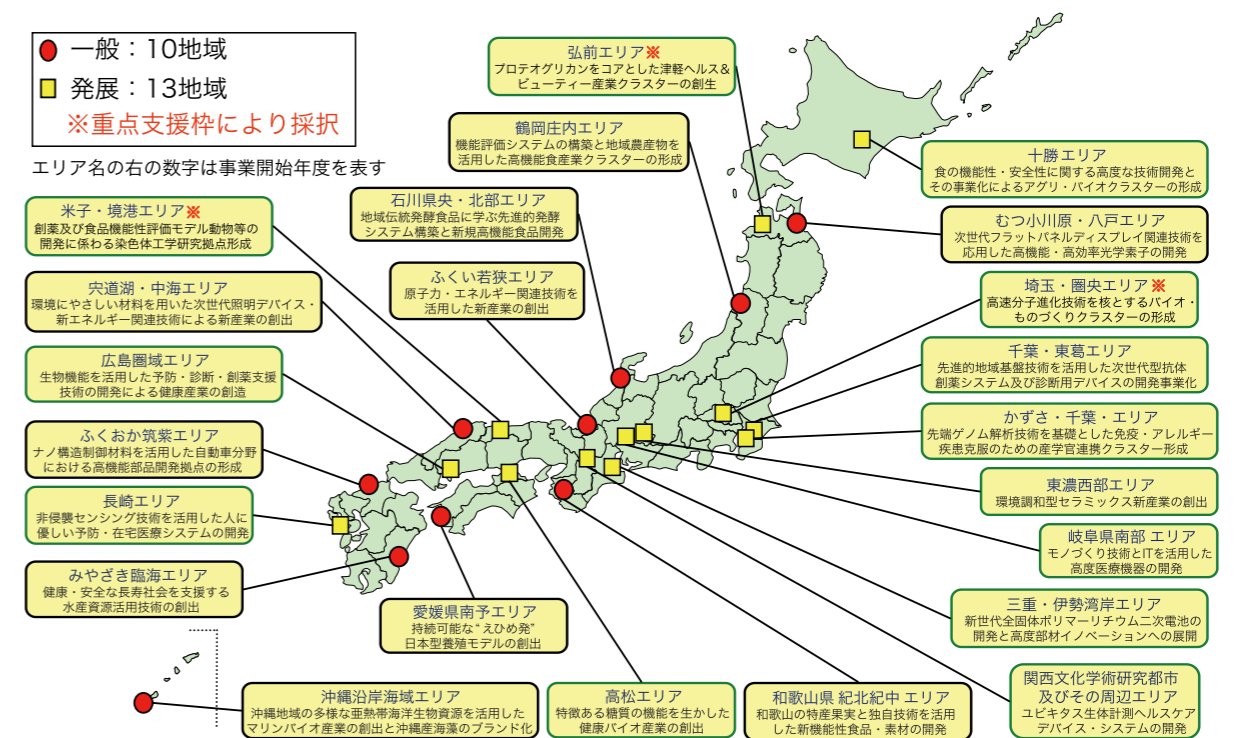 一般：10地域
発展：13地域
※重点支援枠により採択
エリア名の右の数字は事業開始年度を表す
弘前エリア※
プロテオグリカンをコアとした津軽ヘルス＆
ビューティー産業クラスターの創生
鶴岡庄内エリア
機能評価システムの構築と地域農産物を
活用した高機能食産業クラスターの形成
石川県央・北部エリア
地域伝統発酵食品に学ぶ先進的発酵
システム構築と新規高機能食品開発
ふくい若狭エリア
原子力・エネルギー関連技術を
活用した新産業の創出
米子・境港エリア※
創薬及び食品機能性評価モデル動物等の
開発に係わる染色体工学研究拠点形成
宍道湖・中海エリア
環境にやさしい材料を用いた次世代照明デバイス・
新エネルギー関連技術による新産業の創出
広島圏域エリア
生物機能を活用した予防・診断・創薬支援
技術の開発による健康産業の創造
ふくおか筑紫エリア
ナノ構造制御材料を活用した自動車分野
における高機能部品開発拠点の形成
長崎エリア
非侵襲センシング技術を活用した人に
優しい予防・在宅医療システムの開発
みやざき臨海エリア
健康・安全な長寿社会を支援する
水産資源活用技術の創出
十勝エリア
食の機能性・安全性に関する高度な技術開発と
その事業化によるアグリ・バイオクラスターの形成
むつ小川原・八戸エリア
次世代フラットパネルディスプレイ関連技術を
応用した高機能・高効率光学素子の開発
埼玉・圏央エリア※
高速分子進化技術を核とするバイオ・
ものづくりクラスターの形成
千葉・東葛エリア
先進的地域基盤技術を活用した次世代型抗体
創薬システム及び診断用デバイスの開発事業化
かずさ・千葉・エリア
先端ゲノム解析技術を基礎とした免疫・アレルギー
疾患克服のための産学官連携クラスター形成
東濃西部エリア
環境調和型セラミックス新産業の創出
岐阜県南部 エリア
モノづくり技術とITを活用した
高度医療機器の開発
三重・伊勢湾岸エリア
新世代全固体ポリマーリチウム二次電池の
開発と高度部材イノベーションへの展開
関西文化学術研究都市
及びその周辺エリア
ユビキタス生体計測ヘルスケア
デバイス・システムの開発
愛媛県南予エリア
持続可能な“えひめ発”
日本型養殖モデルの創出
沖縄沿岸海域エリア
沖縄地域の多様な亜熱帯海洋生物資源を活用した
マリンバイオ産業の創出と沖縄産海藻のブランド化
高松エリア
特徴ある糖質の機能を生かした
健康バイオ産業の創出
和歌山県 紀北紀中 エリア
和歌山の特産果実と独自技術を活用
した新機能性食品・素材の開発